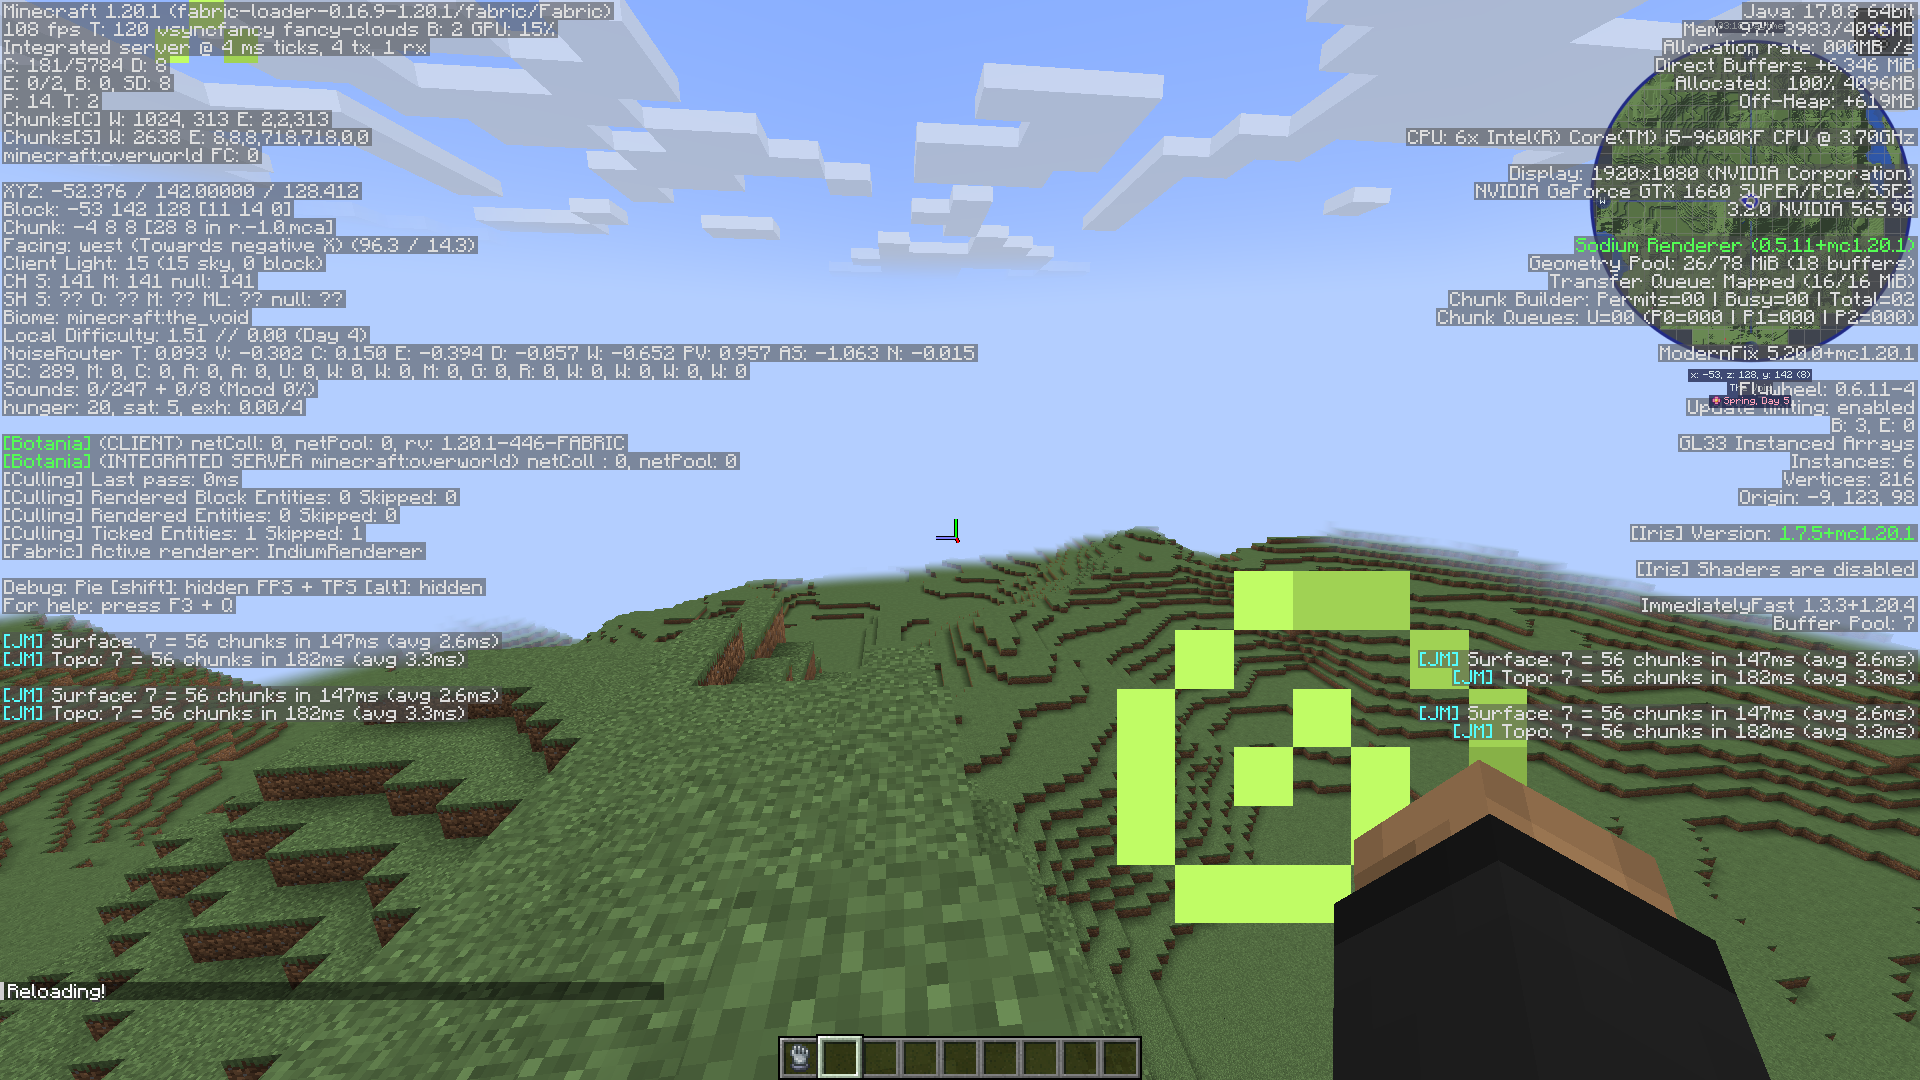 Minecraft 1.20.1 (fabric-loader-0.16.9-1.20.1/fabric/Fabric)
108 fps T: 120 vsyncfancy fancy-clouds B: 2 GPU: 15%
Integrated server @ 4 ms ticks, 4 tx, 1 rx
C: 181/5784 D: 8
E: 0/2, B: 0, SD: 8
P: 14. T: 2
Chunks[C] W: 1024, 313 E: 2,2,313
Chunks[S] W: 2638 E: 8,8,8,718,718,0,0
minecraft:overworld FC: 0
XYZ: -52.376 / 142.00000 / 128.412
Block: -53 142 128 [11 14 0]
Chunk: -4 8 8 [28 8 in r.-1.0.mca]
Facing: west (Towards negative X) (96.3 / 14.3)
Client Light: 15 (15 sky, 0 block)
CH S: 141 M: 141 null: 141
SH S: ?? O: ?? M: ?? ML: ?? null: ??
Biome: minecraft:the_void
Local Difficulty: 1.51 // 0.00 (Day 4)
NoiseRouter T: 0.093 V: -0.302 C: 0.150 E: -0.394 D: -0.057 W: -0.652 PV: 0.957 AS: -1.063 N: -0.015
SC: 289, M: 0, C: 0, A: 0, A: 0, U: 0, W: 0, W: 0, M: 0, G: 0, R: 0, W: 0, W: 0, W: 0, W: 0
Sounds: 0/247 + 0/8 (Mood 0%)
hunger: 20, sat: 5, exh: 0.00/4
[Botania] (CLIENT) netColl: 0, netPool: 0, rv: 1.20.1-446-FABRIC
[Botania] (INTEGRATED SERVER minecraft:overworld) netColl : 0, netPool: 0
[Culling] Last pass: 0ms
[Culling] Rendered Block Entities: 0 Skipped: 0
[Culling] Rendered Entities: 0 Skipped: 0
[Culling] Ticked Entities: 1 Skipped: 1
[Fabric] Active renderer: IndiumRenderer
Debug: Pie [shift]: hidden FPS + TPS [alt]: hidden
For help: press F3 + Q
[JM] Surface: 7 = 56 chunks in 147ms (avg 2.6ms)
[JM] Topo: 7 = 56 chunks in 182ms (avg 3.3ms)
[JM] Surface: 7 = 56 chunks in 147ms (avg 2.6ms)
[JM] Topo: 7 = 56 chunks in 182ms (avg 3.3ms)
Reloading!
Java: 17.0.8 64bit
Mem: 97% 3983/4096MB
Allocation rate: 000MB /s
Direct Buffers: +6.346 MiB
Allocated: 100% 4096MB
Off-Heap: +619MB
CPU: 6x Intel(R) Core(TM) i5-9600KF CPU @ 3.70GHz
Display: 1920x1080 (NVIDIA Corporation)
NVIDIA GeForce GTX 1660 SUPER/PCIe/SSE2
3.2.0 NVIDIA 565.90
W
Sodium Renderer (0.5.11+mc1.20.1)
Geometry Pool: 26/78 MiB (18 buffers)
Transfer Queue: Mapped (16/16 MiB)
Chunk Builder: Permits=00 | Busy=00 | Total=02
Chunk Queues: U=00 (P0=000 | P1=000 | P2=000)
ModernFix 5.20.0+mc1.20.1
x: -53, z: 128, y: 142 (8)
Flywheel: 0.6.11-4
Spring, Day 5
Update limiting: enabled
B: 3, E: 0
GL33 Instanced Arrays
Instances: 6
Vertices: 216
Origin: -9, 123, 98
[Iris] Version: 1.7.5+mc1.20.1
[Iris] Shaders are disabled
ImmediatelyFast 1.3.3+1.20.4
Buffer Pool: 7
[JM] Surface: 7 = 56 chunks in 147ms (avg 2.6ms)
[JM] Topo: 7 = 56 chunks in 182ms (avg 3.3ms)
[JM] Surface: 7 = 56 chunks in 147ms (avg 2.6ms)
[JM] Topo: 7 = 56 chunks in 182ms (avg 3.3ms)